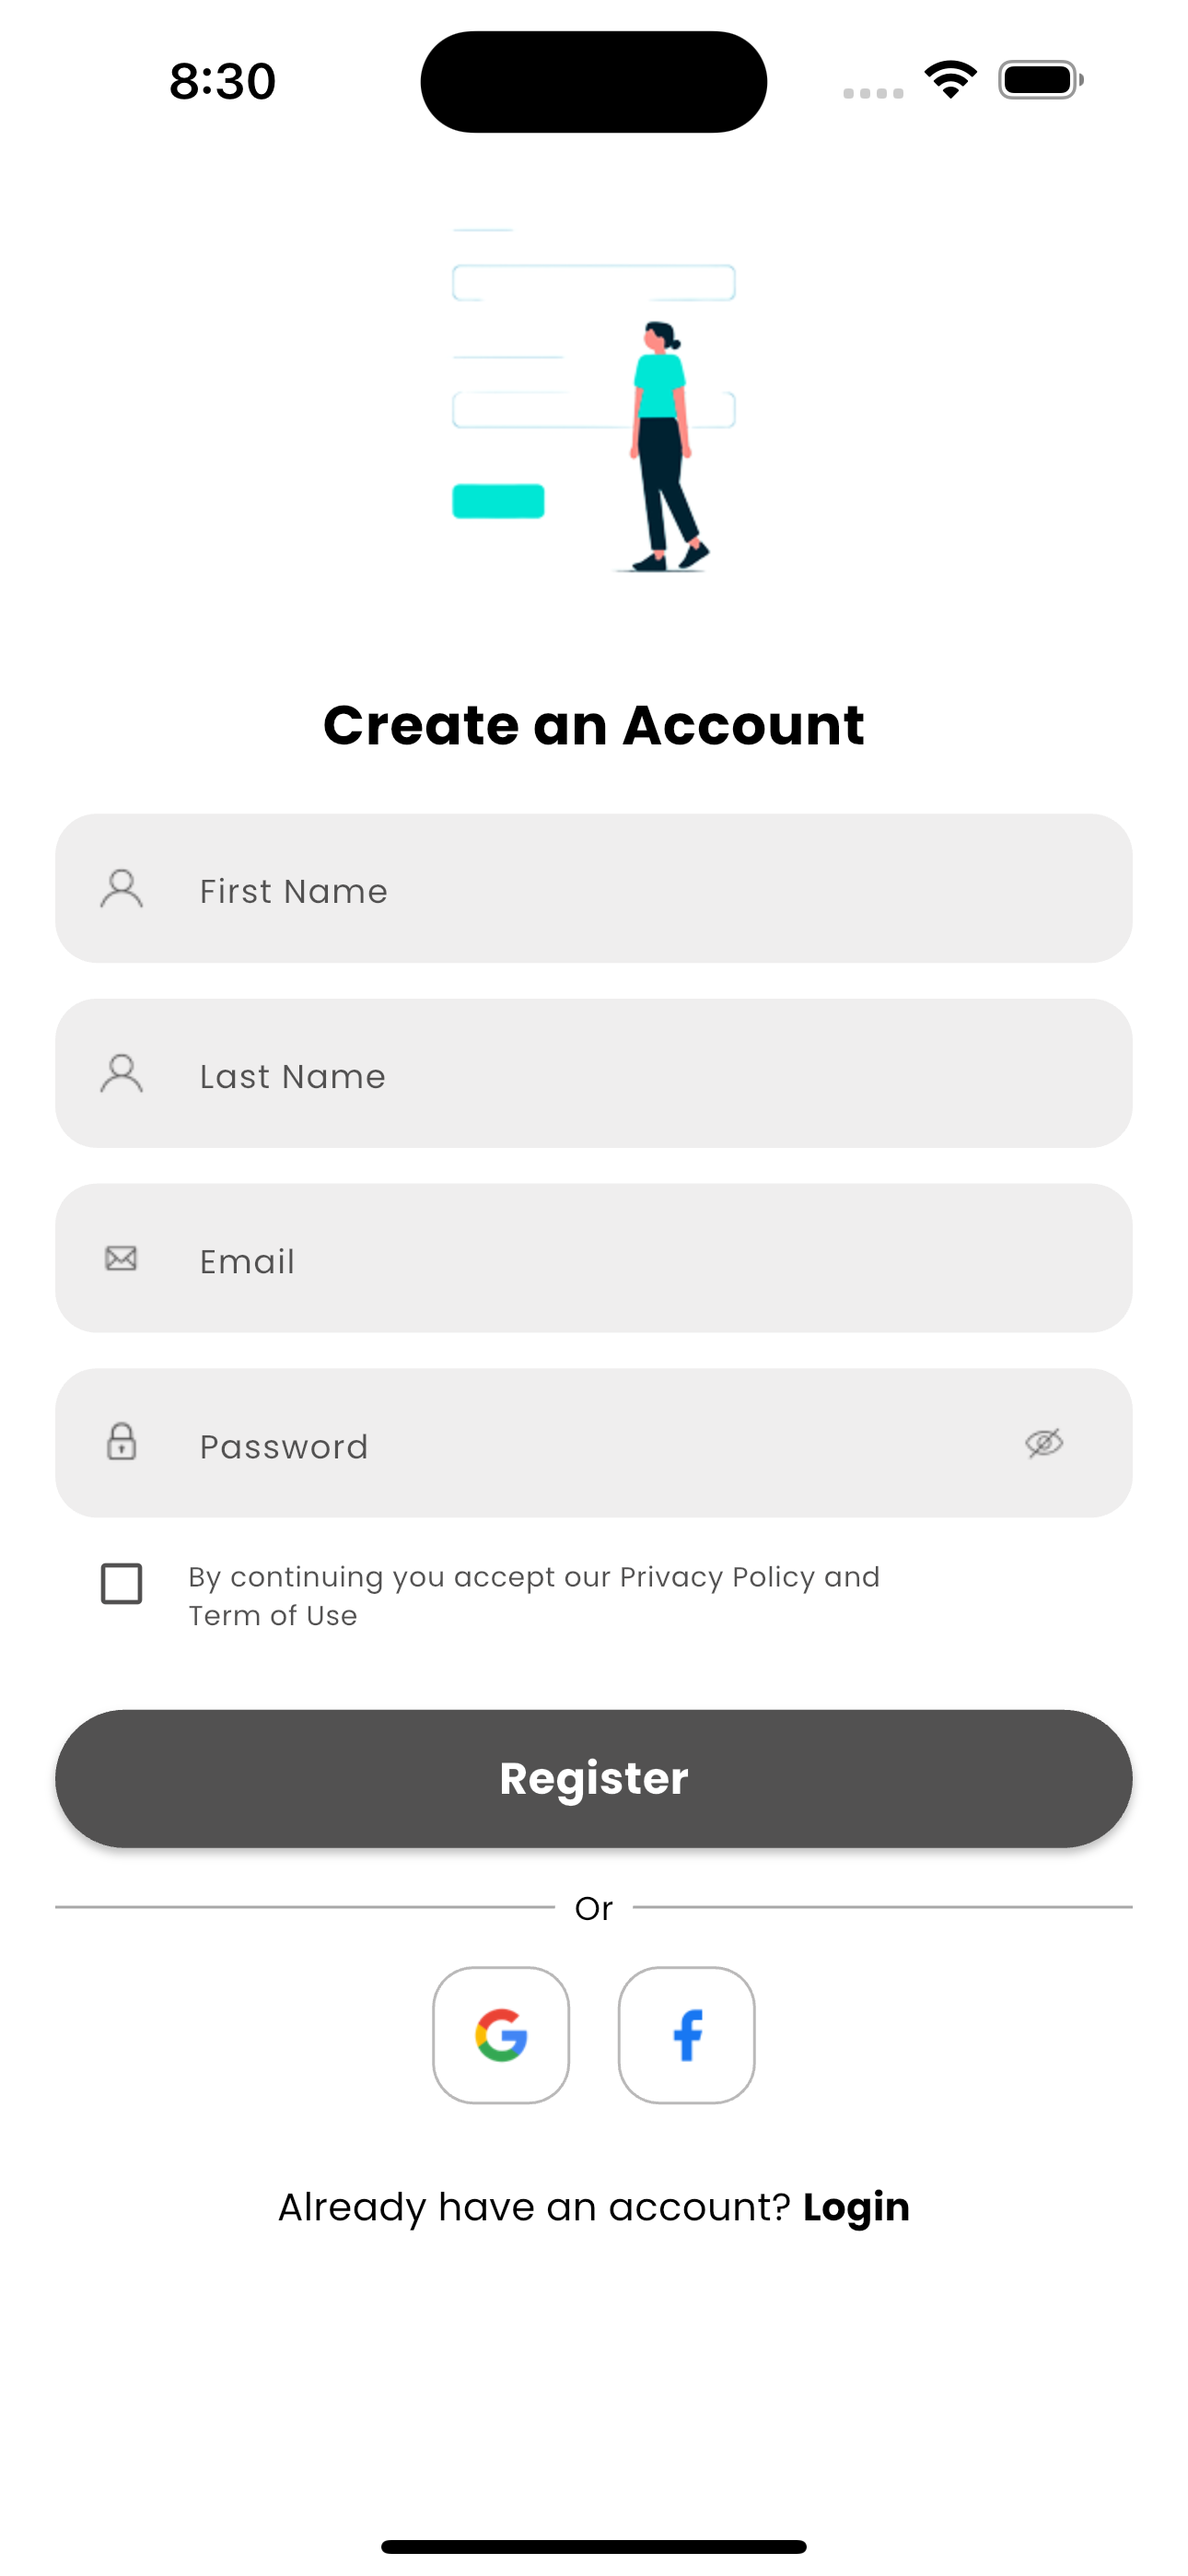 8:30
Create an Account
First Name
Last Name
Email
Password
By continuing you accept our Privacy Policy and
Term of Use
Register
Or
Already have an account? Login